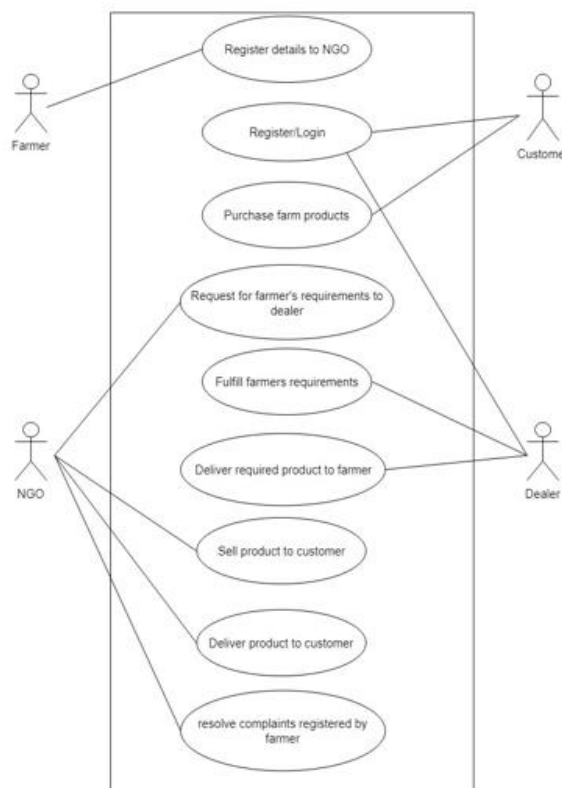 Register details to NGO
Farmer
Register/Login
Custome
Purchase farm products
Request for farmer's requirements to
dealer
Fulfill farmers requirements
NGO
Deliver required product to farmer
Dealer
Sell product to customer
Deliver product to customer
resolve complaints registered by
farmer